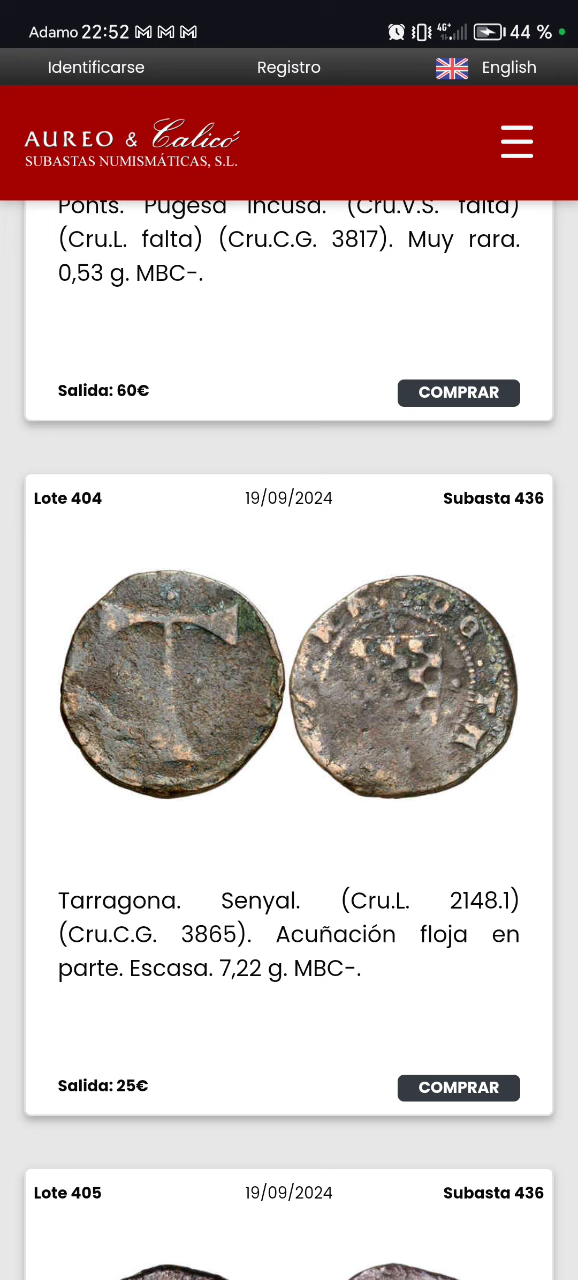 Adamo 22:52 44 %
Identificarse Registro English
AUREO & Calicó
SUBASTAS NUMISMÁTICAS, S.L.
Ponts. Pugesa incusa. (Cru.V.S. falta)
(Cru.L. falta) (Cru.C.G. 3817). Muy rara.
0,53 g. MBC-.
Salida: 60€ COMPRAR
Lote 404 19/09/2024 Subasta 436
Tarragona. Senyal. (Cru.L. 2148.1)
(Cru.C.G. 3865). Acuñación floja en
parte. Escasa. 7,22 g. MBC-.
Salida: 25€ COMPRAR
Lote 405 19/09/2024 Subasta 436